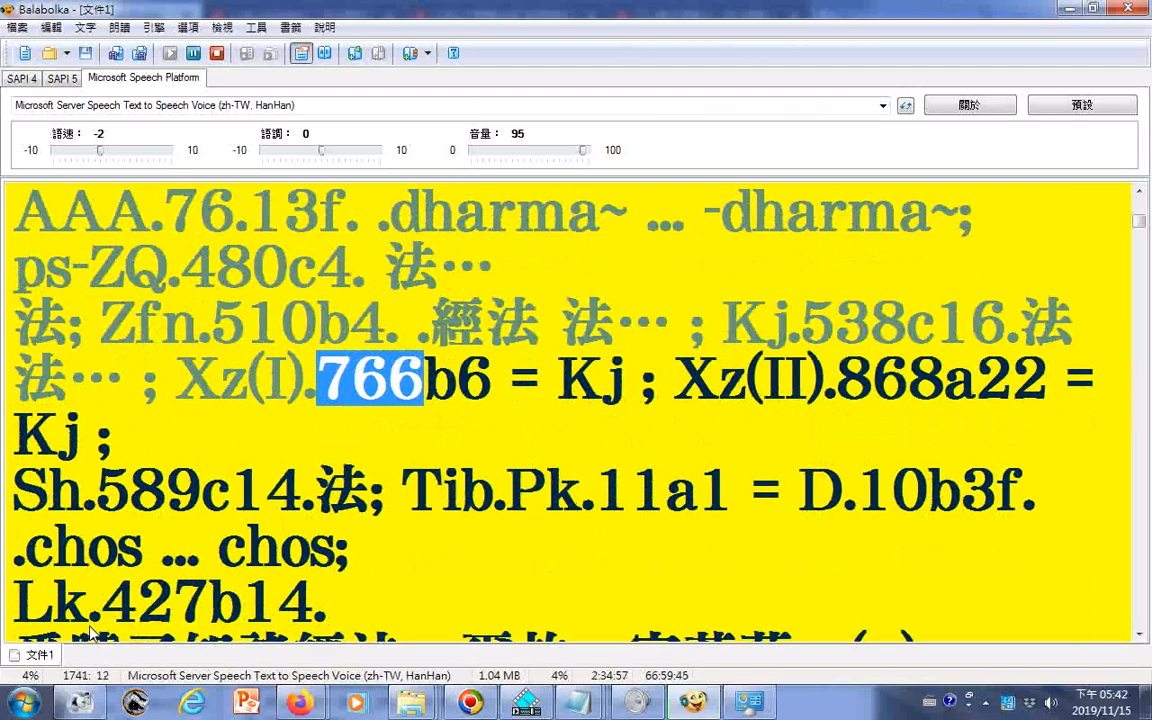 Balabolka - [文件1]
檔案 編輯 文字 朗讀 引擎 選項 檢視 工具 書籤 說明
SAPI 4 SAPI 5 Microsoft Speech Platform
Microsoft Server Speech Text to Speech Voice (zh-TW, HanHan) 關於 預設
語速： -2 語調： 0 音量： 95
-10 10 -10 10 0 100
AAA.76.13f. .dharma~ ... -dharma~;
ps-ZQ.480c4. 法…
法; Zfn.510b4. .經法 法… ; Kj.538c16.法
法… ; Xz(I).766b6 = Kj ; Xz(II).868a22 =
Kj ;
Sh.589c14.法; Tib.Pk.11a1 = D.10b3f.
.chos ... chos;
Lk.427b14.
文件1
4% 1741: 12 Microsoft Server Speech Text to Speech Voice (zh-TW, HanHan) 1.04 MB 4% 2:34:57 66:59:45
下午 05:42
2019/11/15